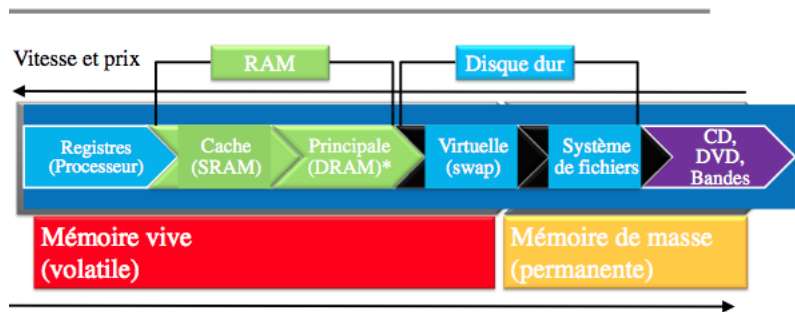 Vitesse et prix
RAM
Disque dur
Registres
(Processeur)
Cache
(SRAM)
Principale
(DRAM)*
Virtuelle
(swap)
Système
de fichiers
CD,
DVD,
Bandes
Mémoire vive
(volatile)
Mémoire de masse
(permanente)